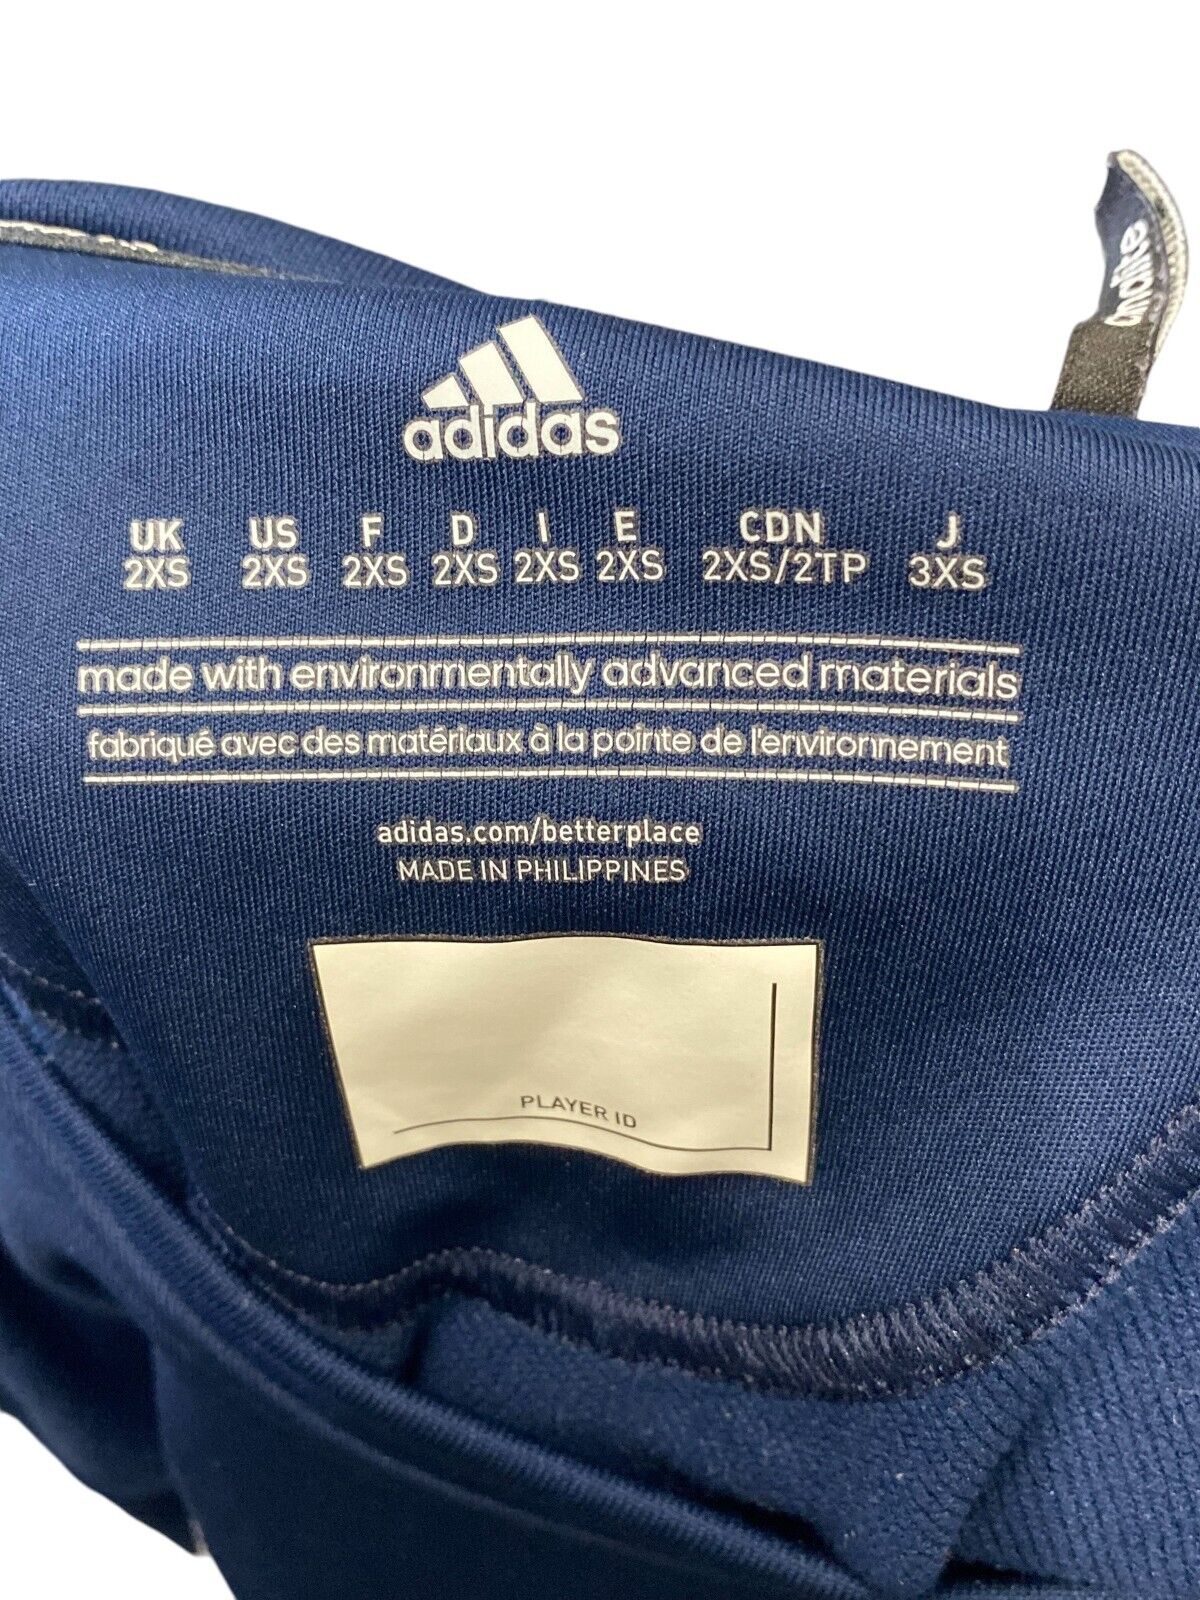 adidas
UK US F D I E CDN J
2XS 2XS 2XS 2XS 2XS 2XS 2XS/2TP 3XS
made with environmentally advanced materials
fabriqué avec des matériaux à la pointe de l'environnement
adidas.com/betterplace
MADE IN PHILIPPINES
PLAYER ID
climalite